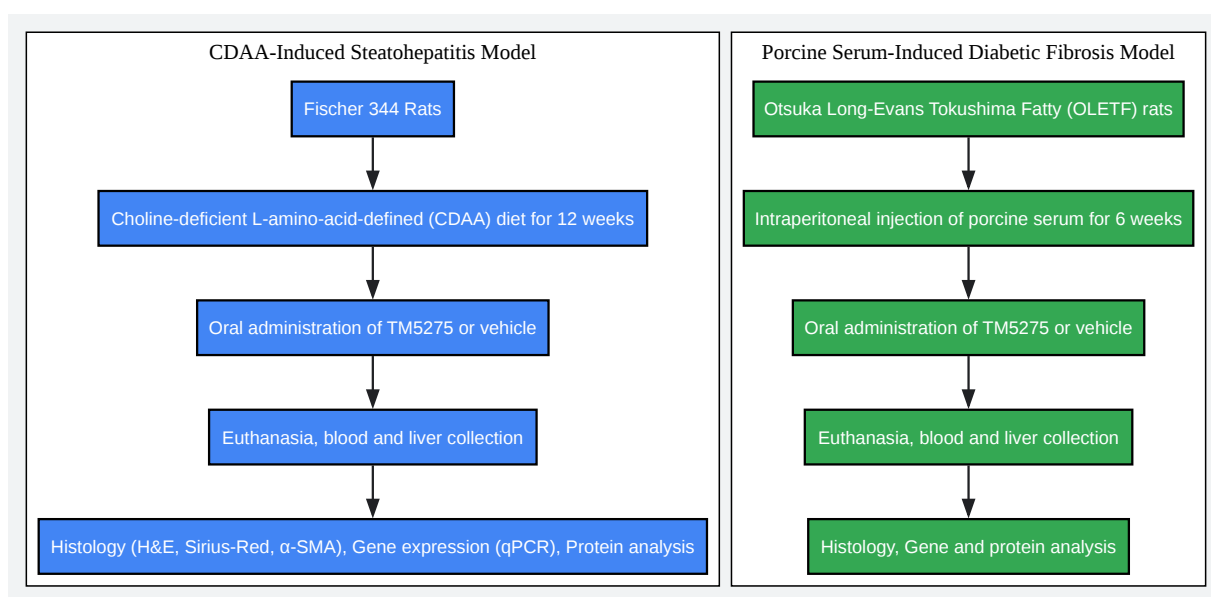 CDAA-Induced Steatohepatitis Model
Fischer 344 Rats
Choline-deficient L-amino-acid-defined (CDAA) diet for 12 weeks
Oral administration of TM5275 or vehicle
Euthanasia, blood and liver collection
Histology (H&E, Sirius-Red, α-SMA), Gene expression (qPCR), Protein analysis
Porcine Serum-Induced Diabetic Fibrosis Model
Otsuka Long-Evans Tokushima Fatty (OLETF) rats
Intraperitoneal injection of porcine serum for 6 weeks
Oral administration of TM5275 or vehicle
Euthanasia, blood and liver collection
Histology, Gene and protein analysis